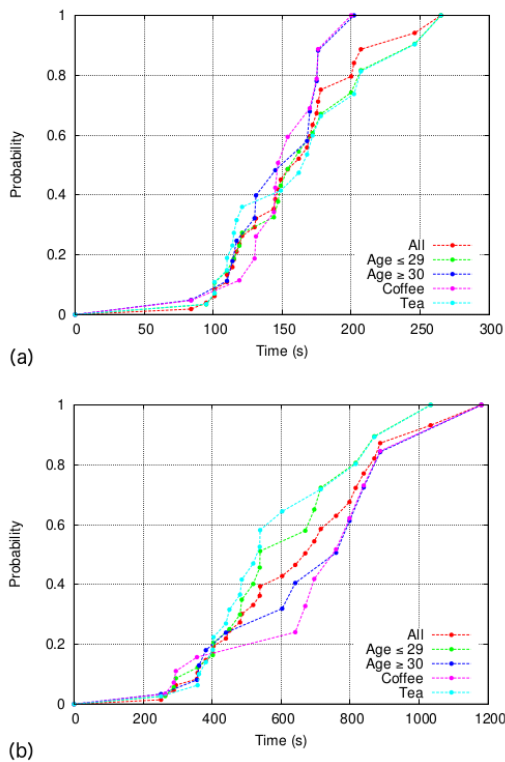 1
0.8
0.6
0.4
0.2
0
Probability
All
Age ≤ 29
Age ≥ 30
Coffee
Tea
0 50 100 150 200 250 300
Time (s)
(a)
1
0.8
0.6
0.4
0.2
0
Probability
All
Age ≤ 29
Age ≥ 30
Coffee
Tea
0 200 400 600 800 1000 1200
Time (s)
(b)